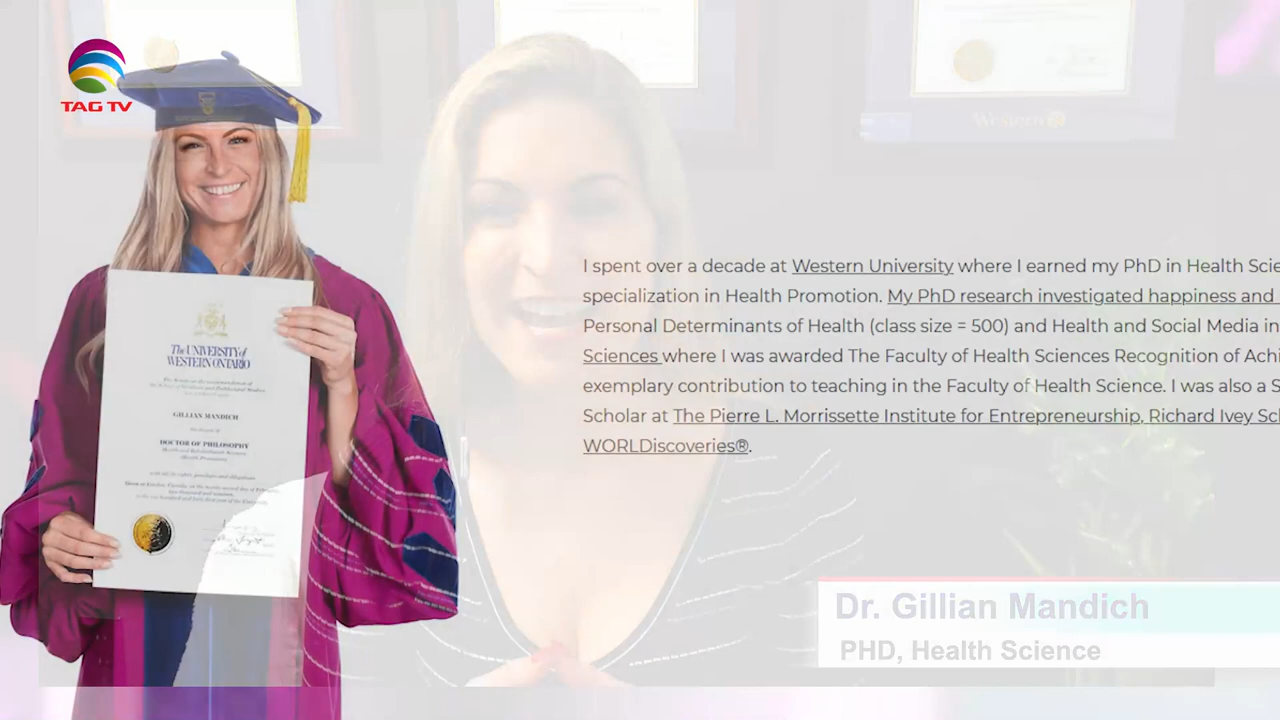 TAG TV
Western
I spent over a decade at Western University where I earned my PhD in Health Scie
specialization in Health Promotion. My PhD research investigated happiness and
Personal Determinants of Health (class size = 500) and Health and Social Media in
Sciences where I was awarded The Faculty of Health Sciences Recognition of Achi
exemplary contribution to teaching in the Faculty of Health Science. I was also a S
Scholar at The Pierre L. Morrissette Institute for Entrepreneurship, Richard Ivey Sc
WORLDiscoveries®.
The UNIVERSITY of
WESTERN ONTARIO
GILLIAN MANDICH
DOCTOR OF PHILOSOPHY
Dr. Gillian Mandich
PHD, Health Science